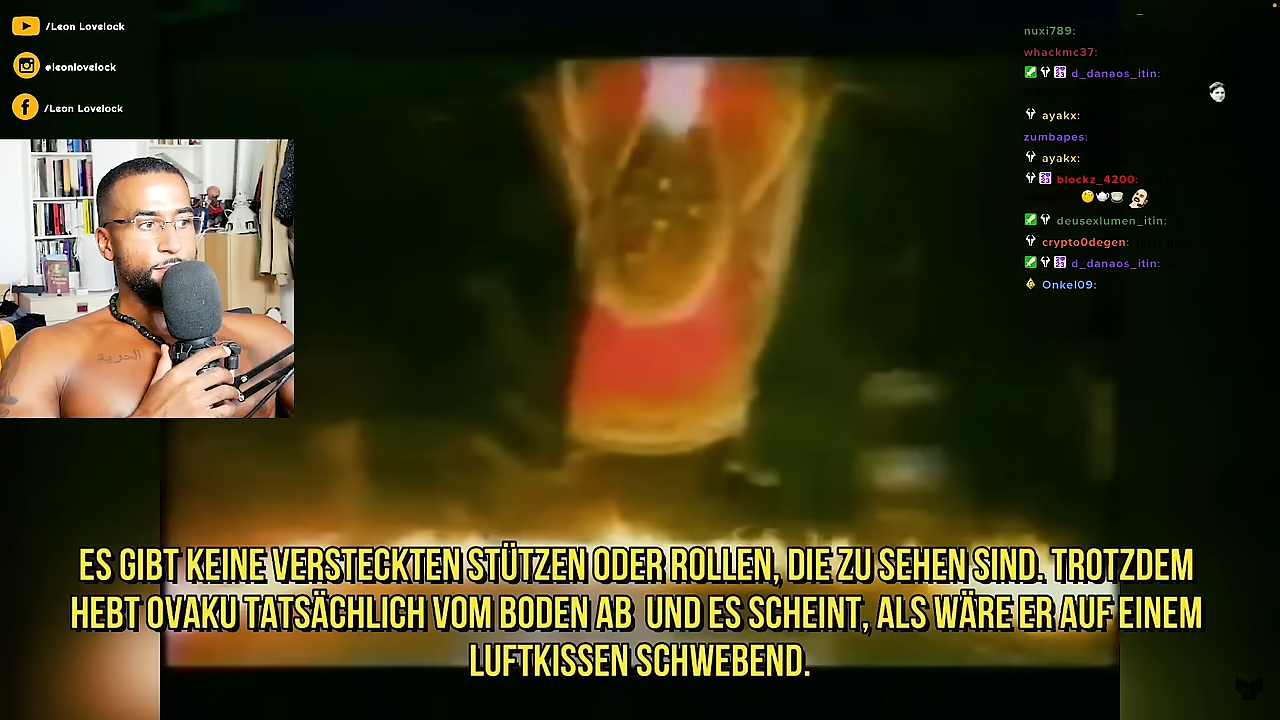 /Leon Lovelock
@leonlovelock
/Leon Lovelock
الحرية
nuxi789:
whackmc37:
d_danaos_itin:
ayakx:
zumbapes:
ayakx:
biockz_4200:
deusexlumen_itin:
crypto0degen:
d_danaos_itin:
Onkel09:
ES GIBT KEINE VERSTECKTEN STÜTZEN ODER ROLLEN, DIE ZU SEHEN SIND. TROTZDEM
HEBT OVAKU TATSÄCHLICH VOM BODEN AB UND ES SCHEINT, ALS WÄRE ER AUF EINEM
LUFTKISSEN SCHWEBEND.